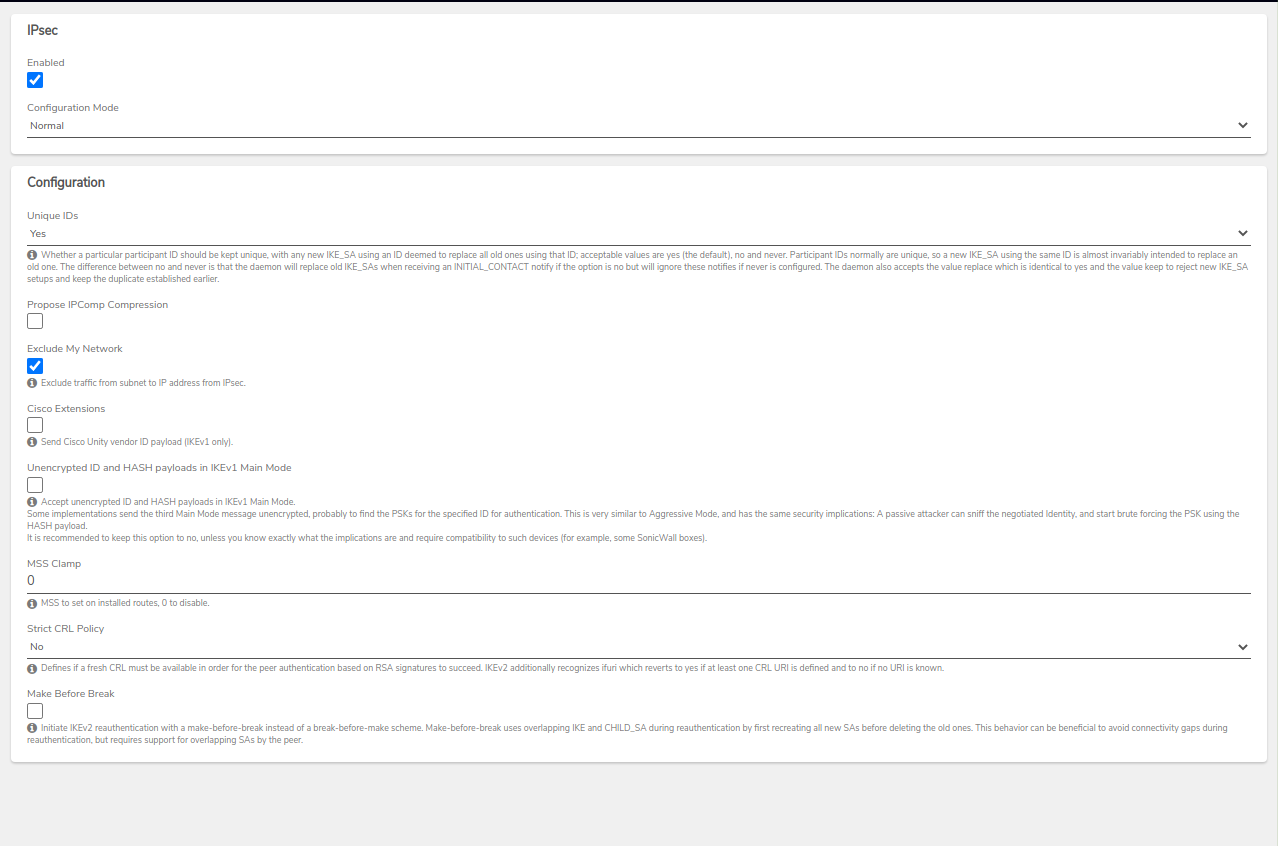 IPsec
Enabled
Configuration Mode
Normal
Configuration
Unique IDs
Yes
Whether a particular participant ID should be kept unique, with any new IKE_SA using an ID deemed to replace all old ones using that ID; acceptable values are yes (the default), no and never. Participant IDs normally are unique, so a new IKE_SA using the same ID is almost invariably intended to replace an
old one. The difference between no and never is that the daemon will replace old IKE_SAs when receiving an INITIAL_CONTACT notify if the option is no but will ignore these notifies if never is configured. The daemon also accepts the value replace which is identical to yes and the value keep to reject new IKE_SA
setups and keep the duplicate established earlier.
Propose IPComp Compression
Exclude My Network
Exclude traffic from subnet to IP address from IPsec.
Cisco Extensions
Send Cisco Unity vendor ID payload (IKEv1 only).
Unencrypted ID and HASH payloads in IKEv1 Main Mode
Accept unencrypted ID and HASH payloads in IKEv1 Main Mode.
Some implementations send the third Main Mode message unencrypted, probably to find the PSKs for the specified ID for authentication. This is very similar to Aggressive Mode, and has the same security implications: A passive attacker can sniff the negotiated Identity, and start brute forcing the PSK using the
HASH payload.
It is recommended to keep this option to no, unless you know exactly what the implications are and require compatibility to such devices (for example, some SonicWall boxes).
MSS Clamp
0
MSS to set on installed routes, 0 to disable.
Strict CRL Policy
No
Defines if a fresh CRL must be available in order for the peer authentication based on RSA signatures to succeed. IKEv2 additionally recognizes ifuri which reverts to yes if at least one CRL URI is defined and to no if no URI is known.
Make Before Break
Initiate IKEv2 reauthentication with a make-before-break instead of a break-before-make scheme. Make-before-break uses overlapping IKE and CHILD_SA during reauthentication by first recreating all new SAs before deleting the old ones. This behavior can be beneficial to avoid connectivity gaps during
reauthentication, but requires support for overlapping SAs by the peer.